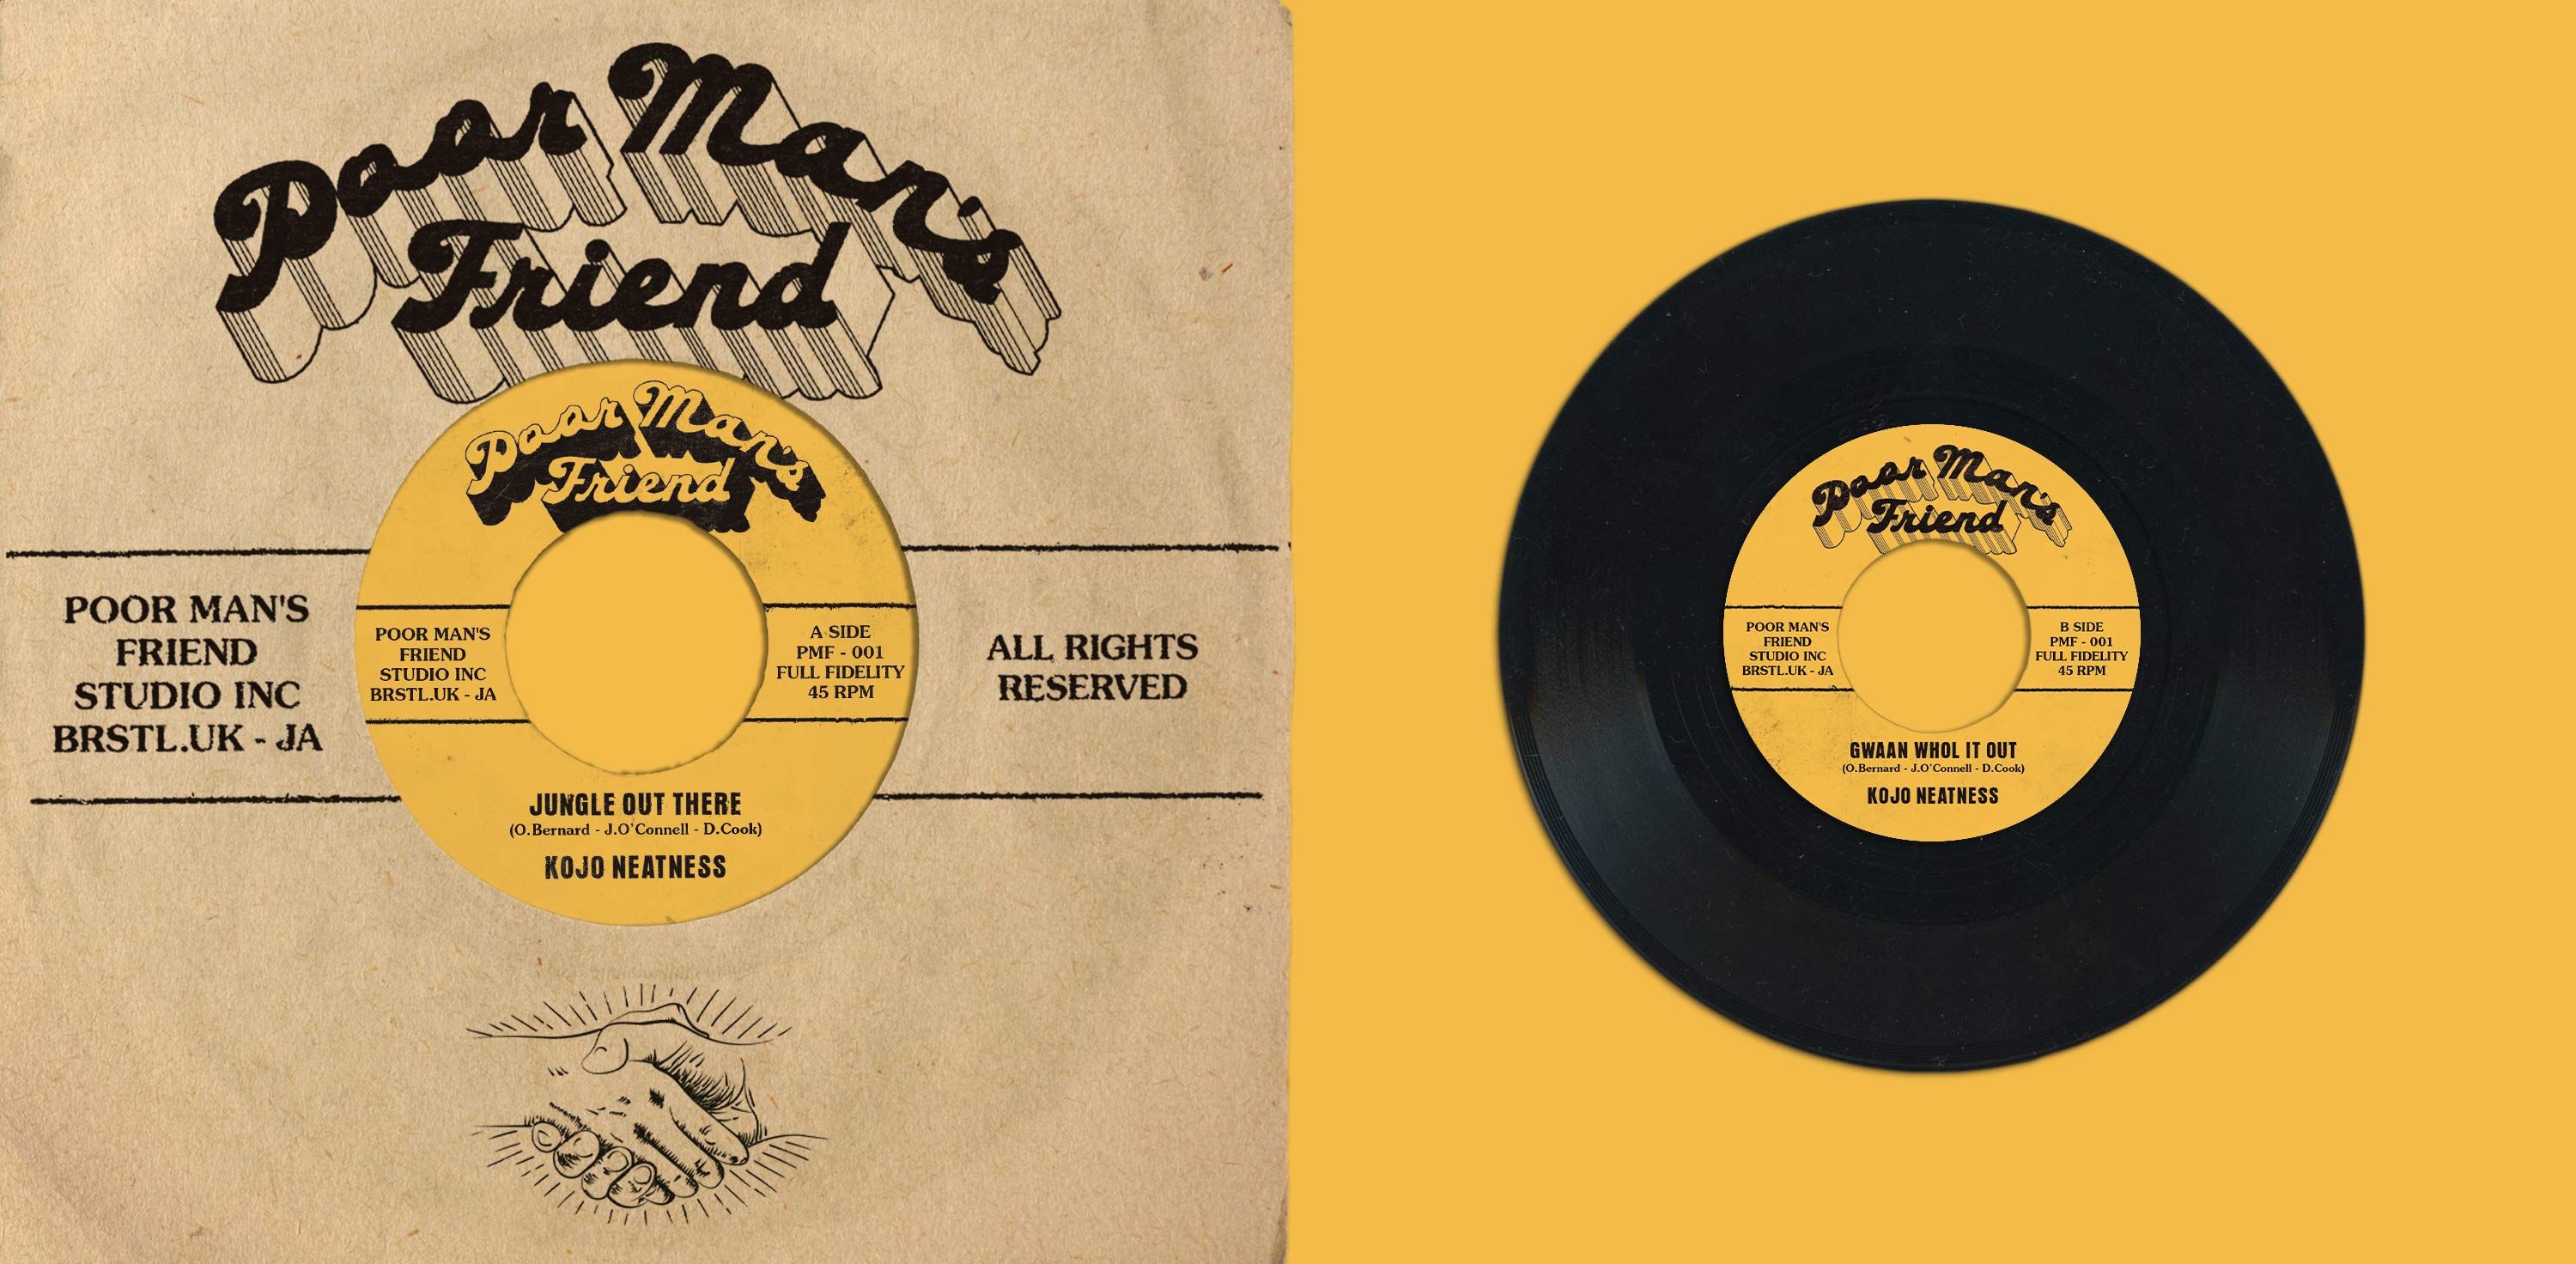 Poor Man's
Friend
POOR MAN'S
FRIEND
STUDIO INC
BRSTL.UK - JA
Poor Man's
Friend
POOR MAN'S
FRIEND
STUDIO INC
BRSTL.UK - JA
A SIDE
PMF - 001
FULL FIDELITY
45 RPM
JUNGLE OUT THERE
(O.Bernard - J.O'Connell - D.Cook)
KOJO NEATNESS
ALL RIGHTS
RESERVED
Poor Man's
Friend
POOR MAN'S
FRIEND
STUDIO INC
BRSTL.UK - JA
B SIDE
PMF - 001
FULL FIDELITY
45 RPM
GWAAN WHOL IT OUT
(O.Bernard - J.O'Connell - D.Cook)
KOJO NEATNESS